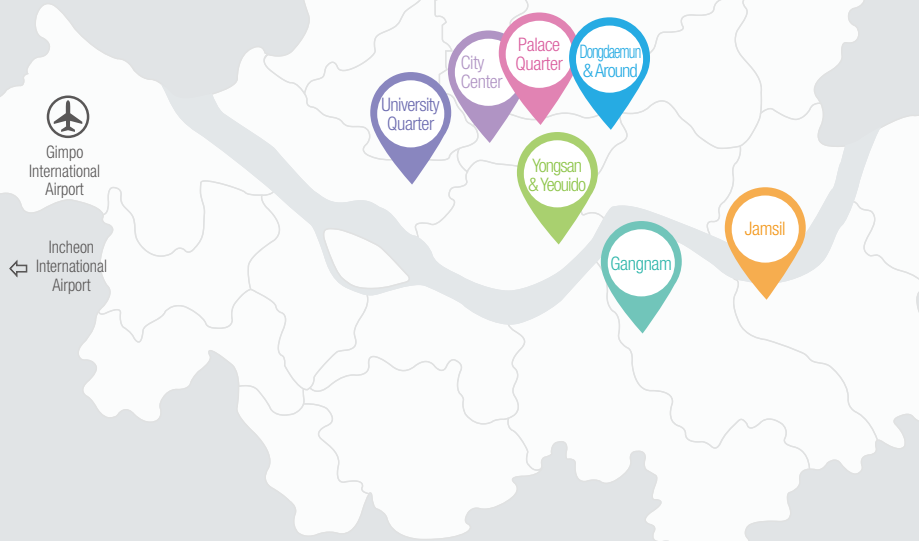 Palace
Quarter
Dongdaemun
& Around
City
Center
University
Quarter
Gimpo
International
Airport
Yongsan
& Yeouido
Jamsil
Gangnam
Incheon
International
Airport